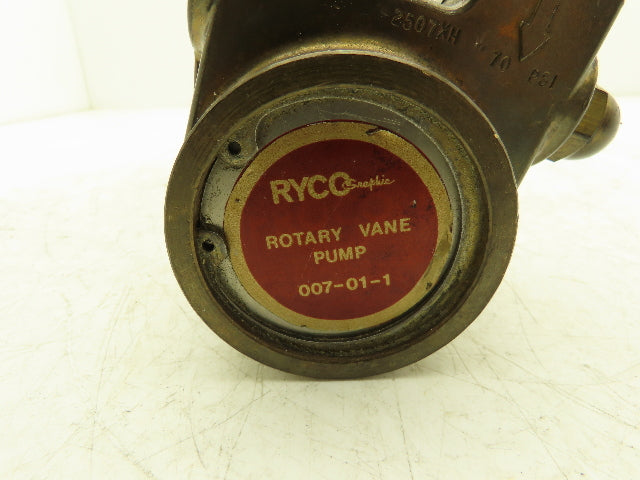 -2507XH 70 PSI
RYCO Graphic
ROTARY VANE
PUMP
007-01-1